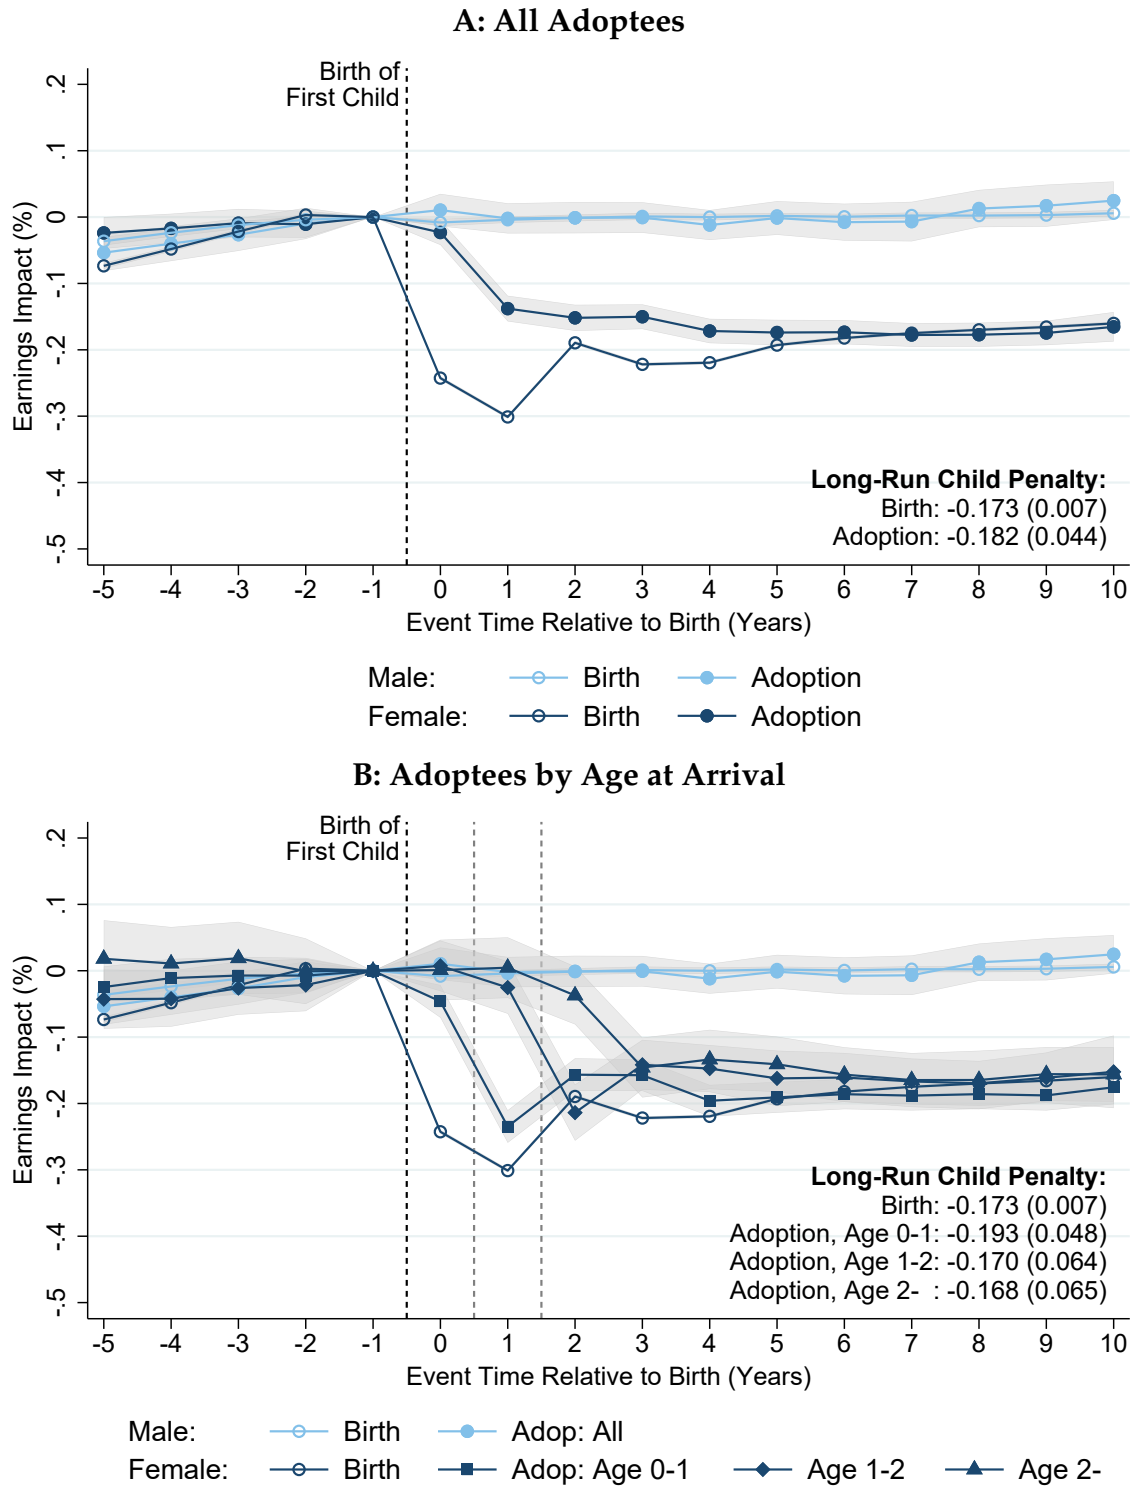 A: All Adoptees
Birth of
First Child
.2
.1
0
-.1
-.2
-.3
-.4
-.5
Earnings Impact (%)
Long-Run Child Penalty:
Birth: -0.173 (0.007)
Adoption: -0.182 (0.044)
-5 -4 -3 -2 -1 0 1 2 3 4 5 6 7 8 9 10
Event Time Relative to Birth (Years)
Male: Birth Adoption
Female: Birth Adoption
B: Adoptees by Age at Arrival
Birth of
First Child
.2
.1
0
-.1
-.2
-.3
-.4
-.5
Earnings Impact (%)
Long-Run Child Penalty:
Birth: -0.173 (0.007)
Adoption, Age 0-1: -0.193 (0.048)
Adoption, Age 1-2: -0.170 (0.064)
Adoption, Age 2- : -0.168 (0.065)
-5 -4 -3 -2 -1 0 1 2 3 4 5 6 7 8 9 10
Event Time Relative to Birth (Years)
Male: Birth Adop: All
Female: Birth Adop: Age 0-1 Age 1-2 Age 2-